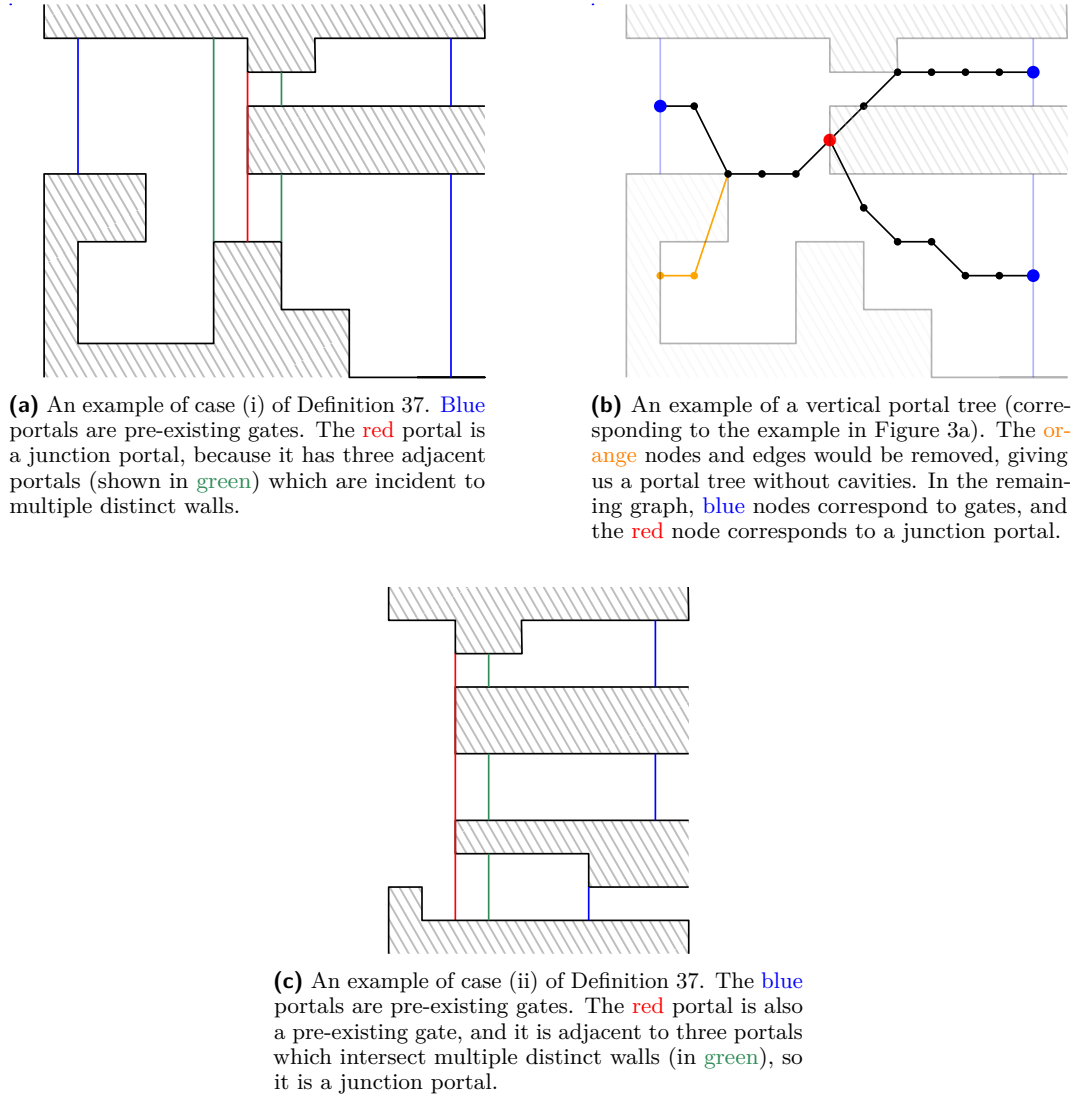 (a) An example of case (i) of Definition 37. Blue
portals are pre-existing gates. The red portal is
a junction portal, because it has three adjacent
portals (shown in green) which are incident to
multiple distinct walls.
(b) An example of a vertical portal tree (corre-
sponding to the example in Figure 3a). The or-
ange nodes and edges would be removed, giving
us a portal tree without cavities. In the remain-
ing graph, blue nodes correspond to gates, and
the red node corresponds to a junction portal.
(c) An example of case (ii) of Definition 37. The blue
portals are pre-existing gates. The red portal is also
a pre-existing gate, and it is adjacent to three portals
which intersect multiple distinct walls (in green), so
it is a junction portal.